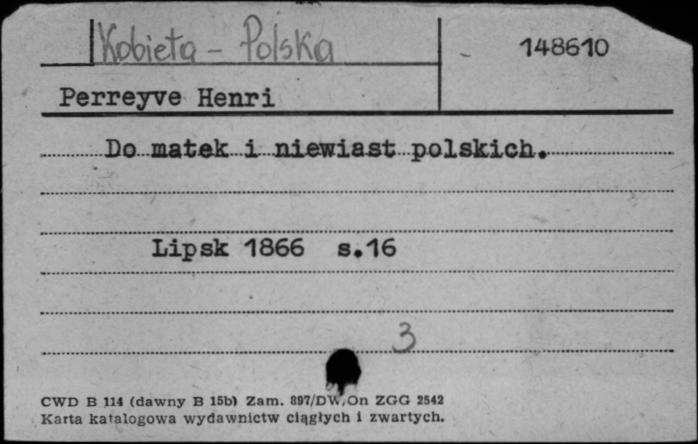 Kobieta - Polska
148610
Perreyve Henri
Do matek i niewiast polskich.
Lipsk 1866 s.16
3
CWD B 114 (dawny B 15b) Zam. 897/DW/On ZGG 2542
Karta katalogowa wydawnictw ciągłych i zwartych.